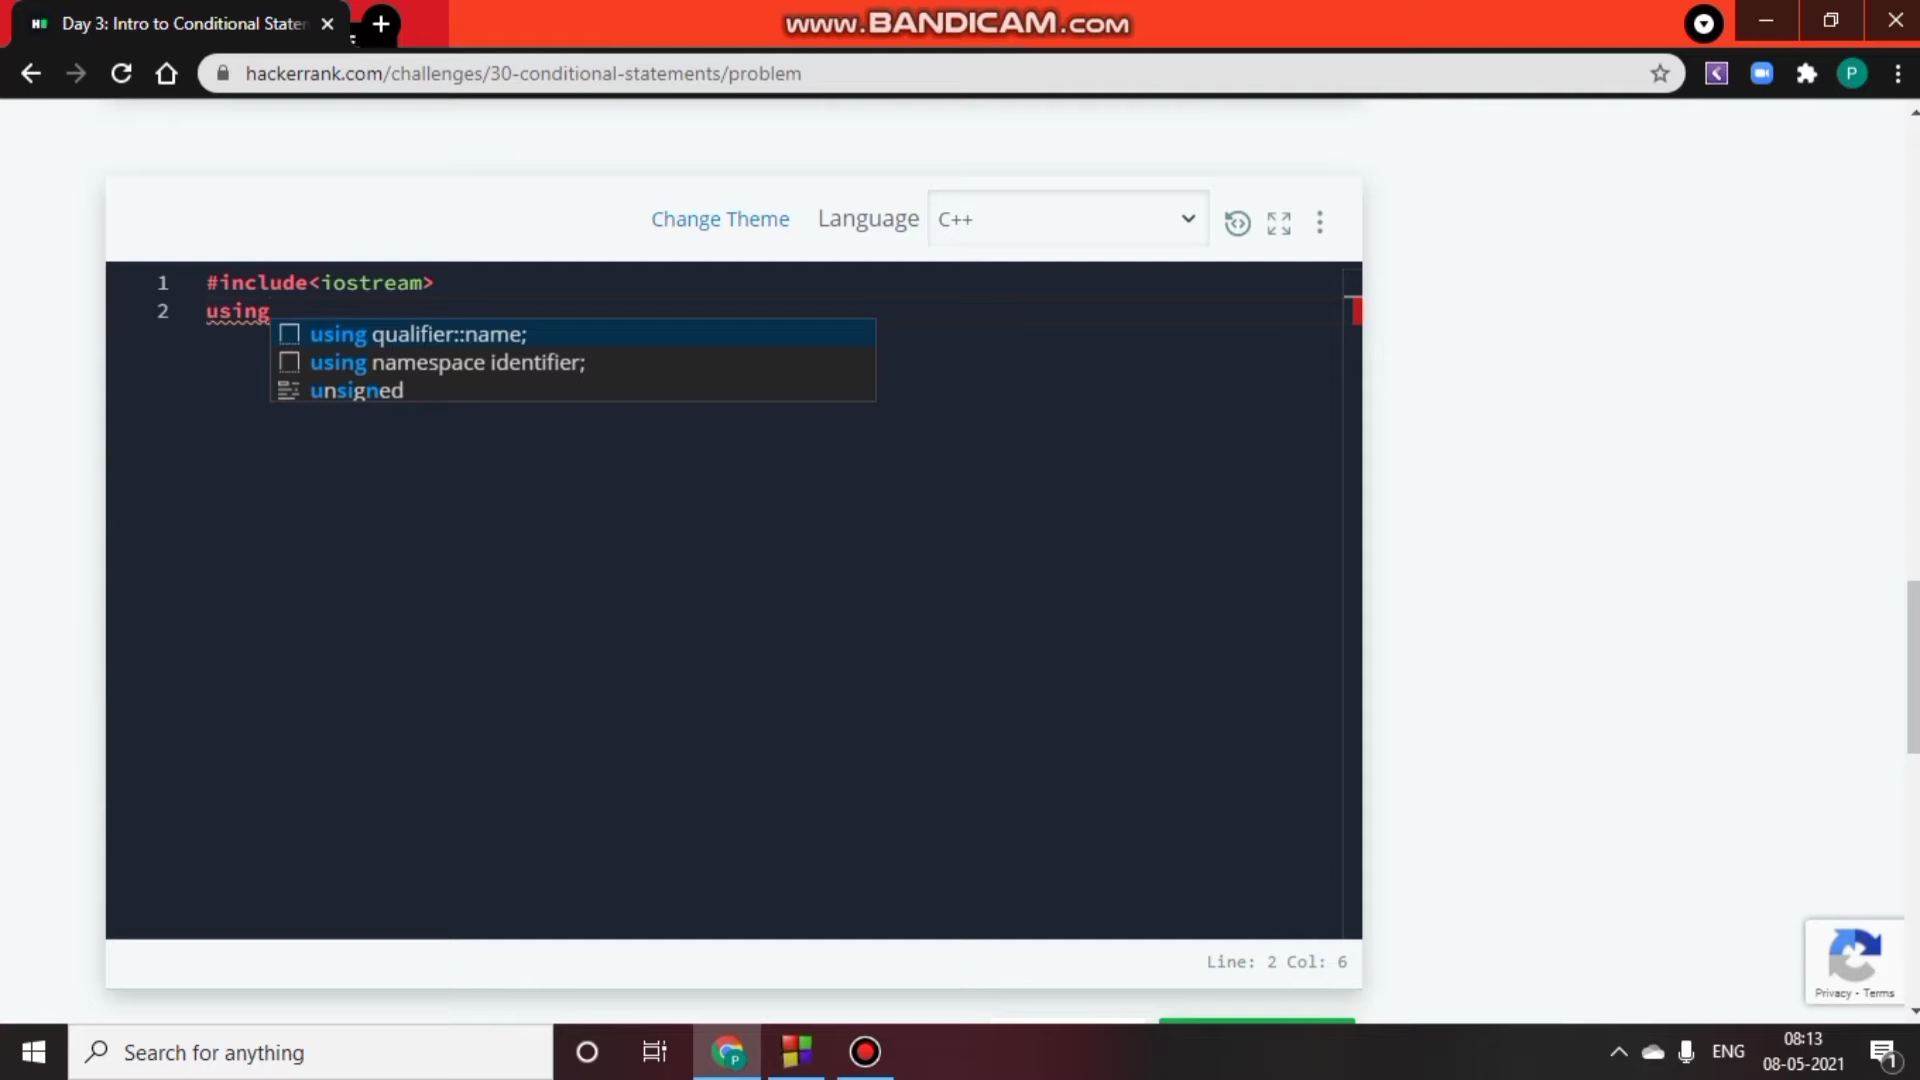 www.BANDICAM.com
Day 3: Intro to Conditional State
hackerrank.com/challenges/30-conditional-statements/problem
P
Change Theme Language C++
1 #include<iostream>
2 using
using qualifier::name;
using namespace identifier;
unsigned
Line: 2 Col: 6
Privacy - Terms
Search for anything
P
ENG
08:13
08-05-2021
1